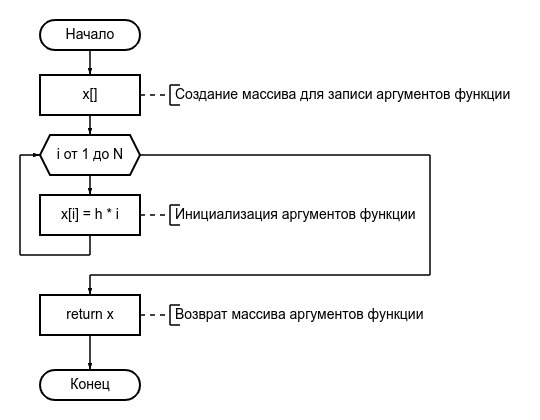 Начало
x[]
Создание массива для записи аргументов функции
i от 1 до N
x[i] = h * i
Инициализация аргументов функции
return x
Возврат массива аргументов функции
Конец